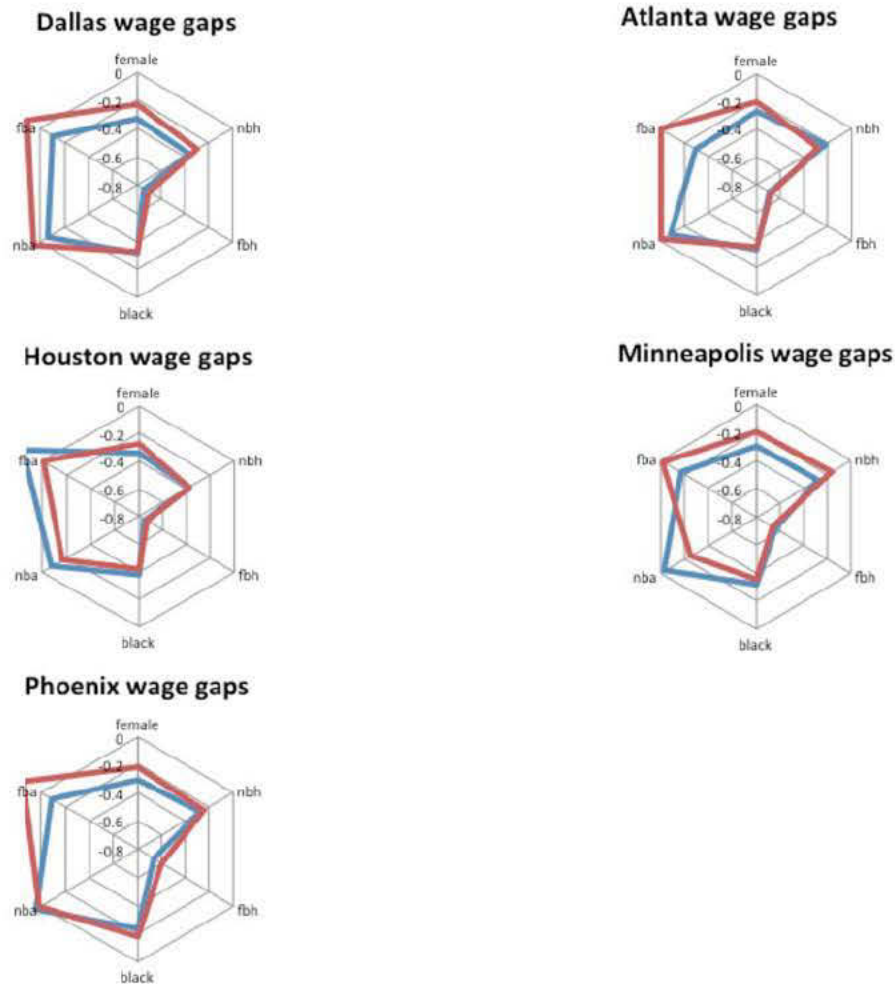 Dallas wage gaps
female
0
-0.2
-0.4
-0.6
-0.8
fba
nbh
nba
fbh
black
Atlanta wage gaps
female
0
-0.2
-0.4
-0.6
-0.8
fba
nbh
nba
fbh
black
Houston wage gaps
female
0
-0.2
-0.4
-0.6
-0.8
fba
nbh
nba
fbh
black
Minneapolis wage gaps
female
0
-0.2
-0.4
-0.6
-0.8
fba
nbh
nba
fbh
black
Phoenix wage gaps
female
0
-0.2
-0.4
-0.6
-0.8
fba
nbh
nba
fbh
black